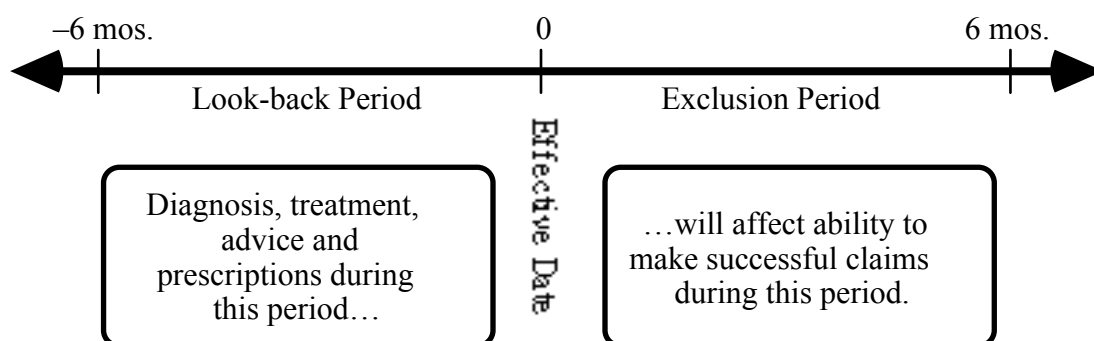 –6 mos.
0
6 mos.
Look-back Period
Exclusion Period
Effective Date
Diagnosis, treatment,
advice and
prescriptions during
this period…
…will affect ability to
make successful claims
during this period.